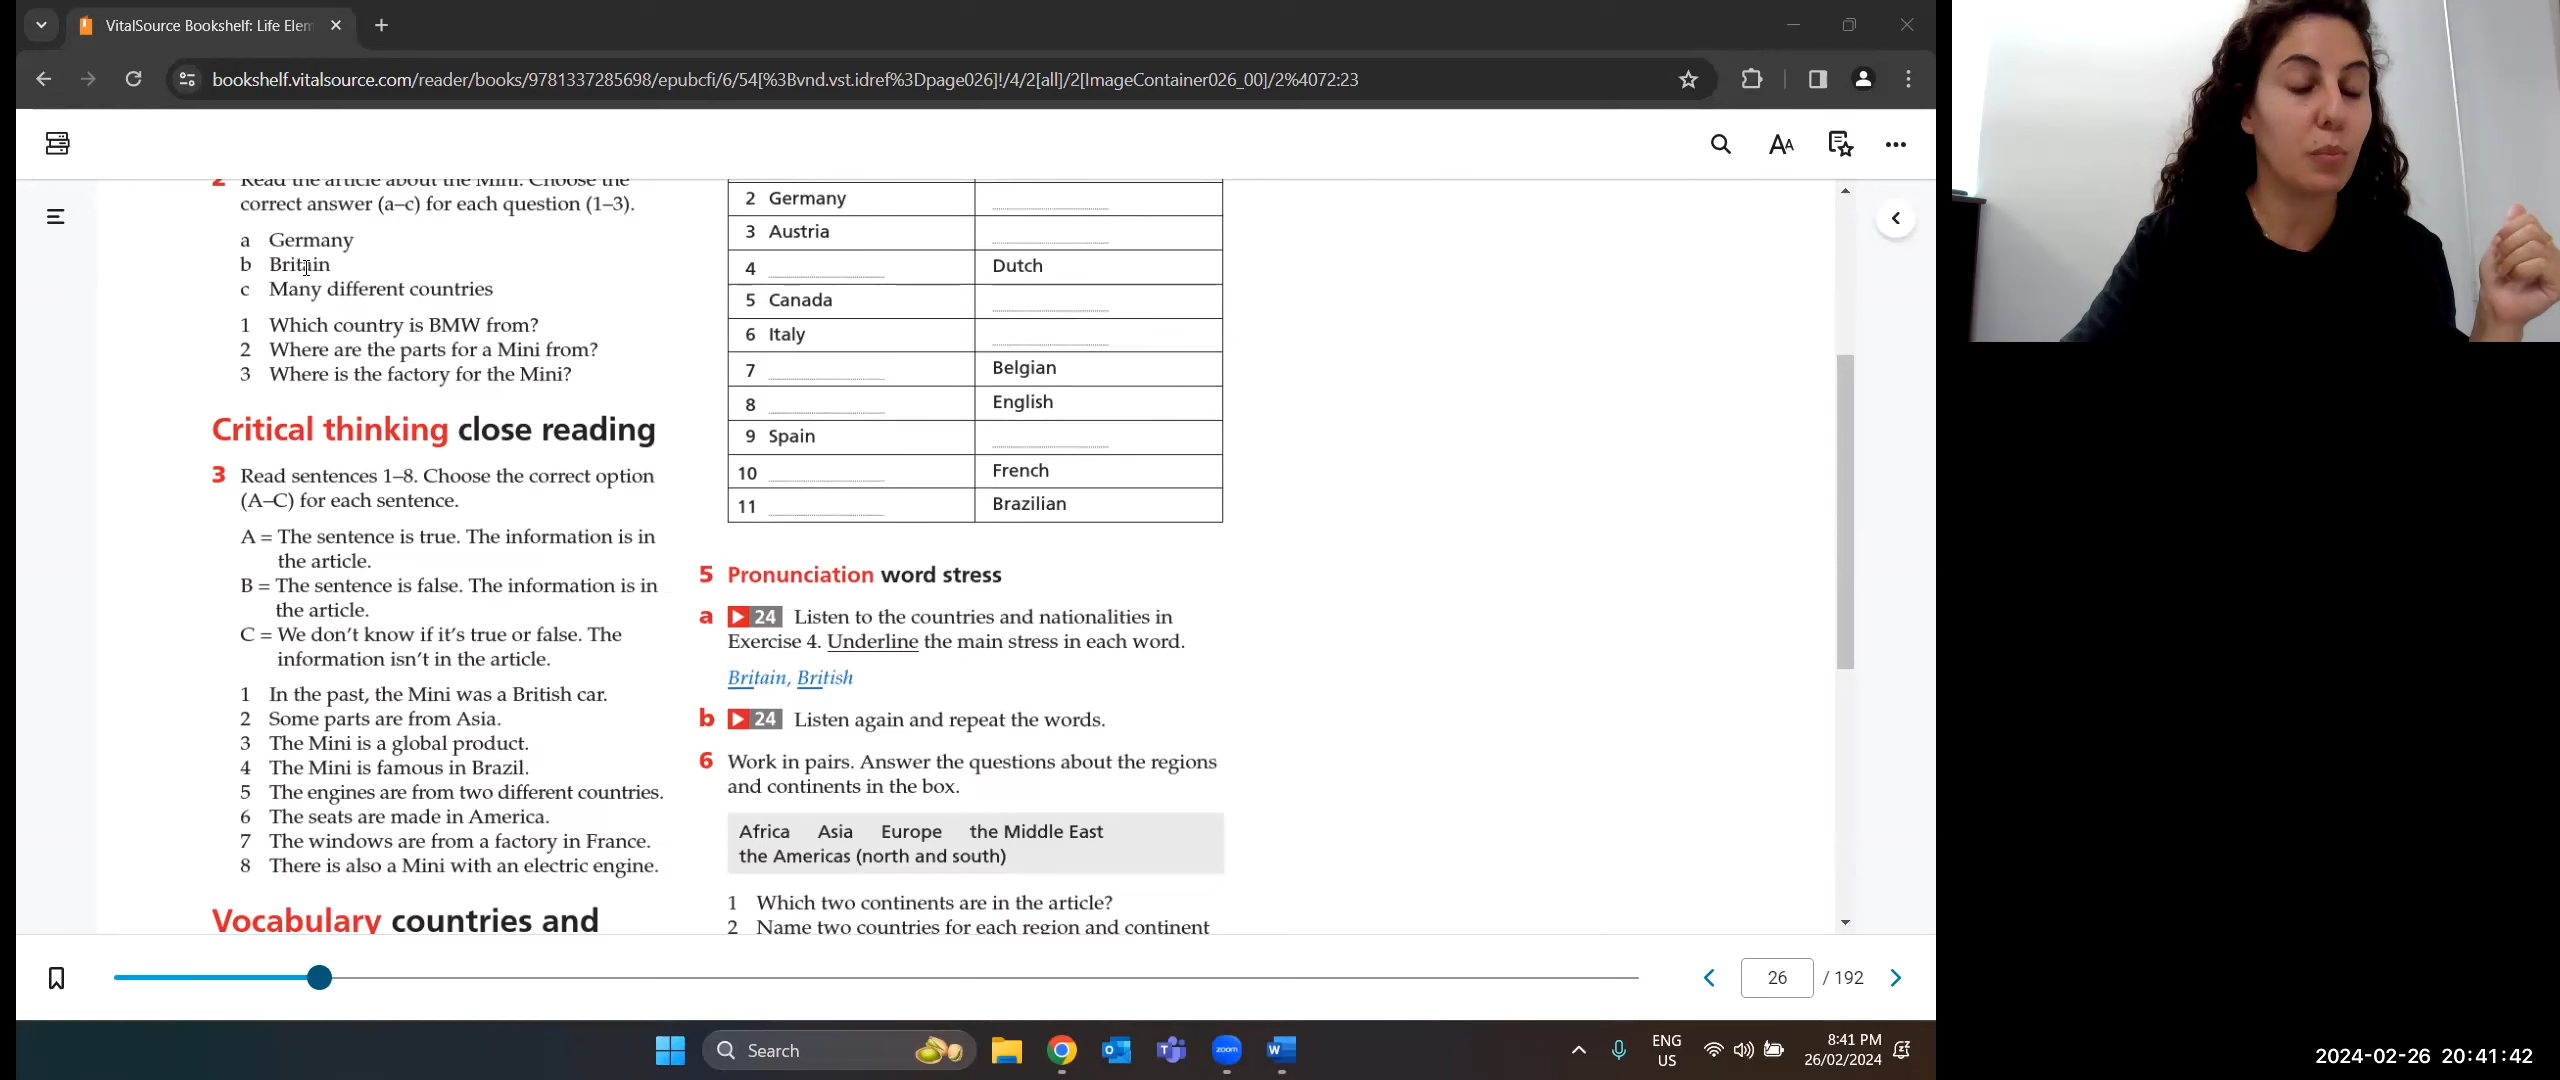 VitalSource Bookshelf: Life Elem
bookshelf.vitalsource.com/reader/books/9781337285698/epubcfi/6/54[%3Bvnd.vst.idref%3Dpage026]!/4/2[all]/2[ImageContainer026_00]/2%4072:23
2 Read the article about the Mini. Choose the
correct answer (a–c) for each question (1–3).
a Germany
b Britain
c Many different countries
1 Which country is BMW from?
2 Where are the parts for a Mini from?
3 Where is the factory for the Mini?
Critical thinking close reading
3 Read sentences 1–8. Choose the correct option
(A–C) for each sentence.
A = The sentence is true. The information is in
the article.
B = The sentence is false. The information is in
the article.
C = We don't know if it's true or false. The
information isn't in the article.
1 In the past, the Mini was a British car.
2 Some parts are from Asia.
3 The Mini is a global product.
4 The Mini is famous in Brazil.
5 The engines are from two different countries.
6 The seats are made in America.
7 The windows are from a factory in France.
8 There is also a Mini with an electric engine.
Vocabulary countries and
2 Germany
3 Austria
4 Dutch
5 Canada
6 Italy
7 Belgian
8 English
9 Spain
10 French
11 Brazilian
5 Pronunciation word stress
a 24 Listen to the countries and nationalities in
Exercise 4. Underline the main stress in each word.
Britain, British
b 24 Listen again and repeat the words.
6 Work in pairs. Answer the questions about the regions
and continents in the box.
Africa Asia Europe the Middle East
the Americas (north and south)
1 Which two continents are in the article?
2 Name two countries for each region and continent
26 / 192
Search
zoom
ENG
US
8:41 PM
26/02/2024
2024-02-26 20:41:42